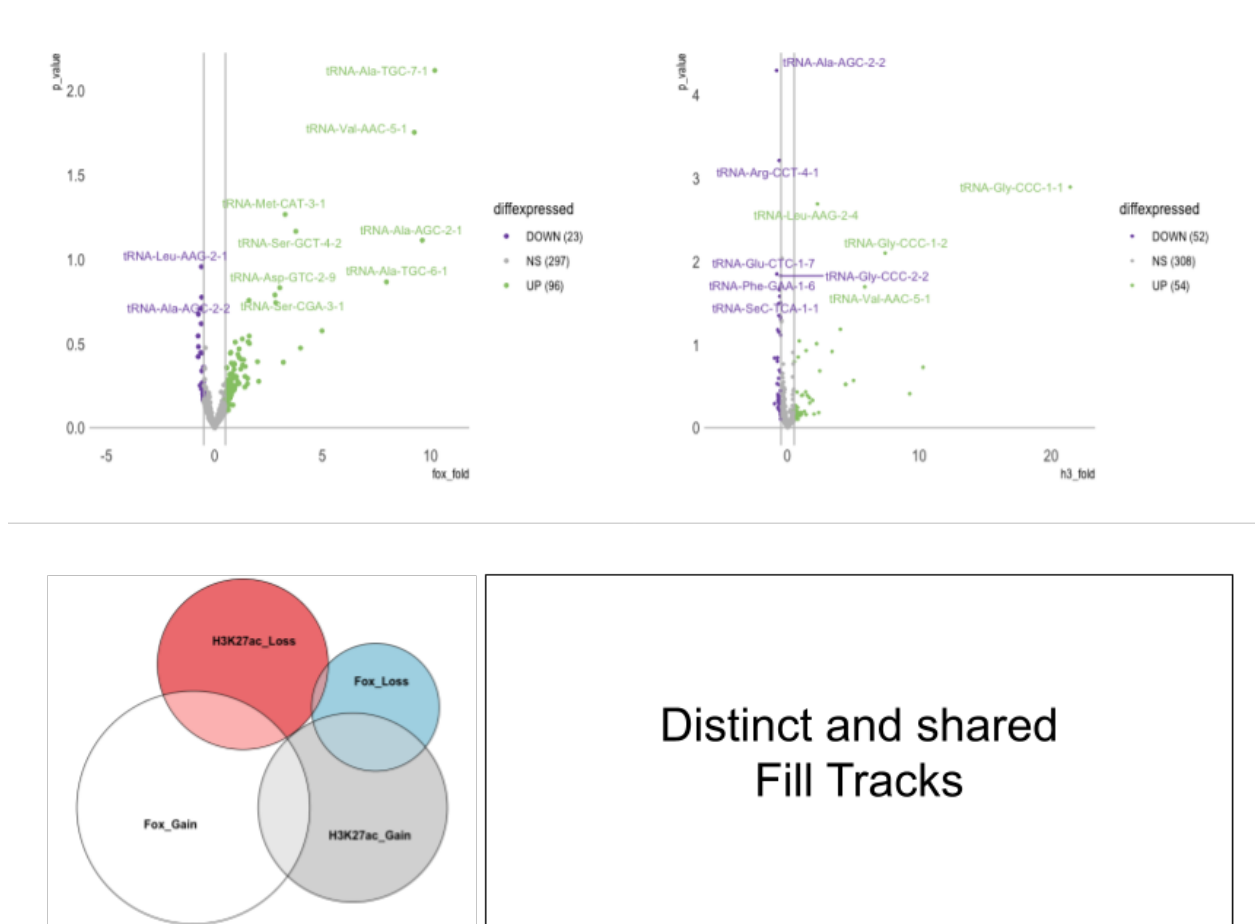 p_value
2.0
1.5
1.0
0.5
0.0
-5
0
5
10
fox_fold
tRNA-Ala-TGC-7-1
tRNA-Val-AAC-5-1
tRNA-Met-CAT-3-1
tRNA-Ala-AGC-2-1
tRNA-Ser-GCT-4-2
tRNA-Leu-AAG-2-1
tRNA-Asp-GTC-2-9
tRNA-Ala-TGC-6-1
tRNA-Ala-AGC-2-2
tRNA-Ser-CGA-3-1
diffexpressed
DOWN (23)
NS (297)
UP (96)
p_value
4
3
2
1
0
0
10
20
h3_fold
tRNA-Ala-AGC-2-2
tRNA-Arg-CCT-4-1
tRNA-Gly-CCC-1-1
tRNA-Leu-AAG-2-4
tRNA-Gly-CCC-1-2
tRNA-Glu-CTC-1-7
tRNA-Gly-CCC-2-2
tRNA-Phe-GAA-1-6
tRNA-Val-AAC-5-1
tRNA-SeC-TCA-1-1
diffexpressed
DOWN (52)
NS (308)
UP (54)
H3K27ac_Loss
Fox_Loss
Fox_Gain
H3K27ac_Gain
Distinct and shared
Fill Tracks